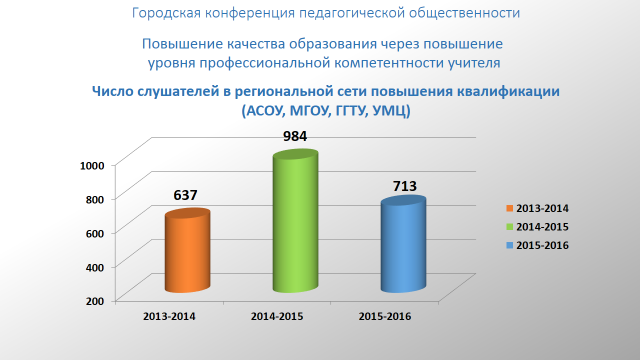 Городская конференция педагогической общественности
Повышение качества образования через повышение
уровня профессиональной компетентности учителя
Число слушателей в региональной сети повышения квалификации
(АСОУ, МГОУ, ГГТУ, УМЦ)
984
1000
800
600
400
200
637
713
2013-2014
2014-2015
2015-2016
2013-2014
2014-2015
2015-2016